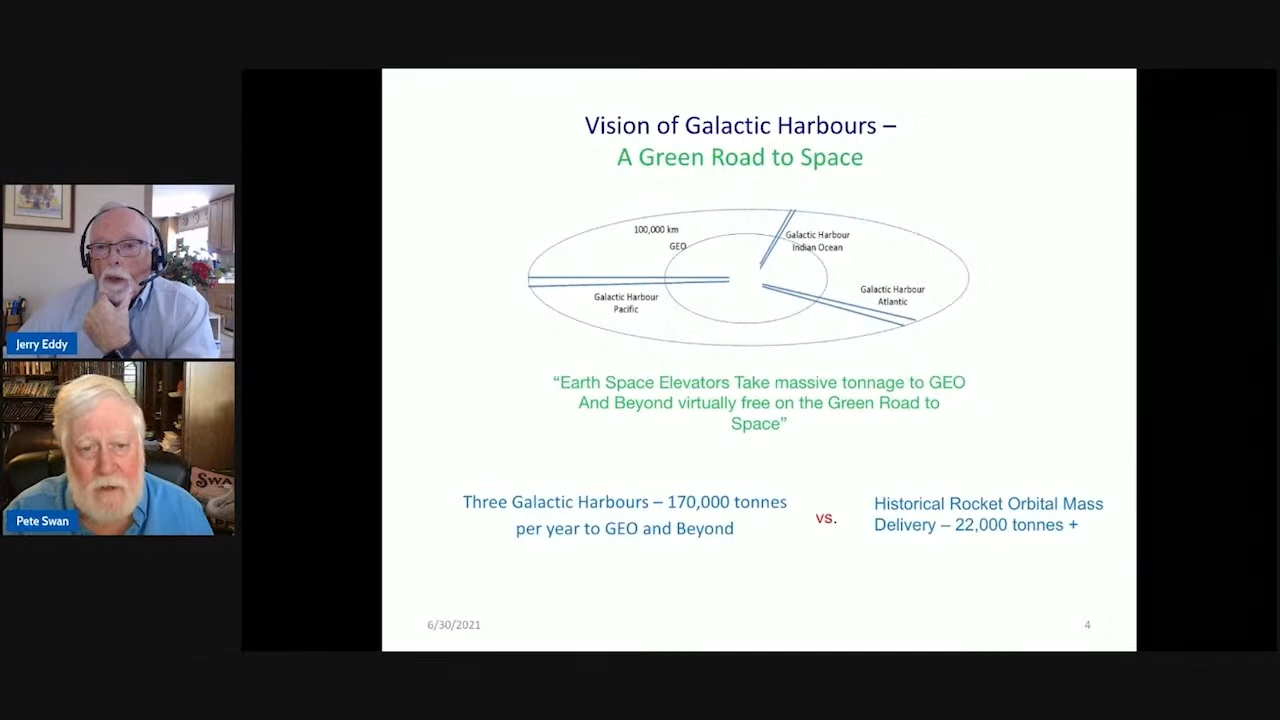 Vision of Galactic Harbours –
A Green Road to Space
100,000 km
GEO
Galactic Harbour
Indian Ocean
Galactic Harbour
Pacific
Galactic Harbour
Atlantic
“Earth Space Elevators Take massive tonnage to GEO
And Beyond virtually free on the Green Road to
Space”
Three Galactic Harbours – 170,000 tonnes
per year to GEO and Beyond
vs.
Historical Rocket Orbital Mass
Delivery – 22,000 tonnes +
6/30/2021
4
Jerry Eddy
Pete Swan